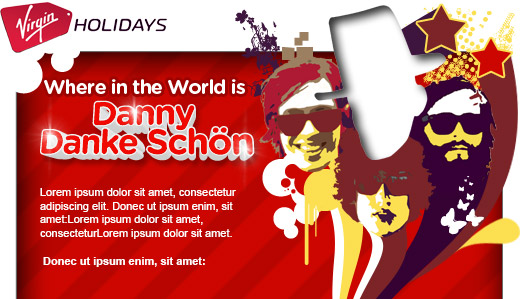 Virgin HOLIDAYS
Where in the World is
Danny
Danke Schön
Lorem ipsum dolor sit amet, consectetur
adipiscing elit. Donec ut ipsum enim, sit
amet:Lorem ipsum dolor sit amet,
consecteturLorem ipsum dolor sit amet.
Donec ut ipsum enim, sit amet: